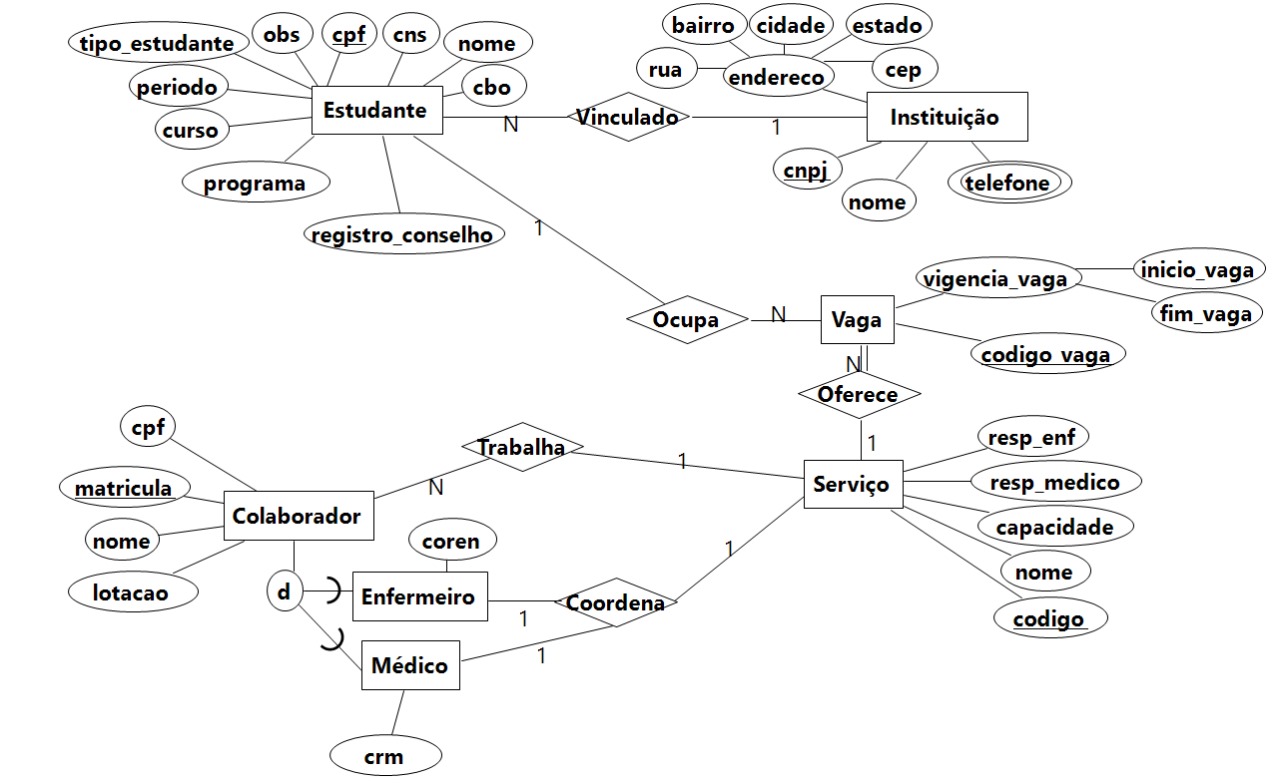 bairro
cidade
estado
tipo_estudante
obs
cpf
cns
nome
rua
endereco
cep
periodo
cbo
Estudante
curso
N
Vinculado
1
Instituição
programa
cnpj
nome
telefone
registro_conselho
1
vigencia_vaga
inicio_vaga
fim_vaga
Ocupa
N
Vaga
codigo_vaga
N
Oferece
cpf
Trabalha
1
1
resp_enf
matricula
N
Serviço
resp_medico
Colaborador
capacidade
nome
coren
1
nome
lotacao
d
Enfermeiro
1
Coordena
codigo
1
Médico
crm